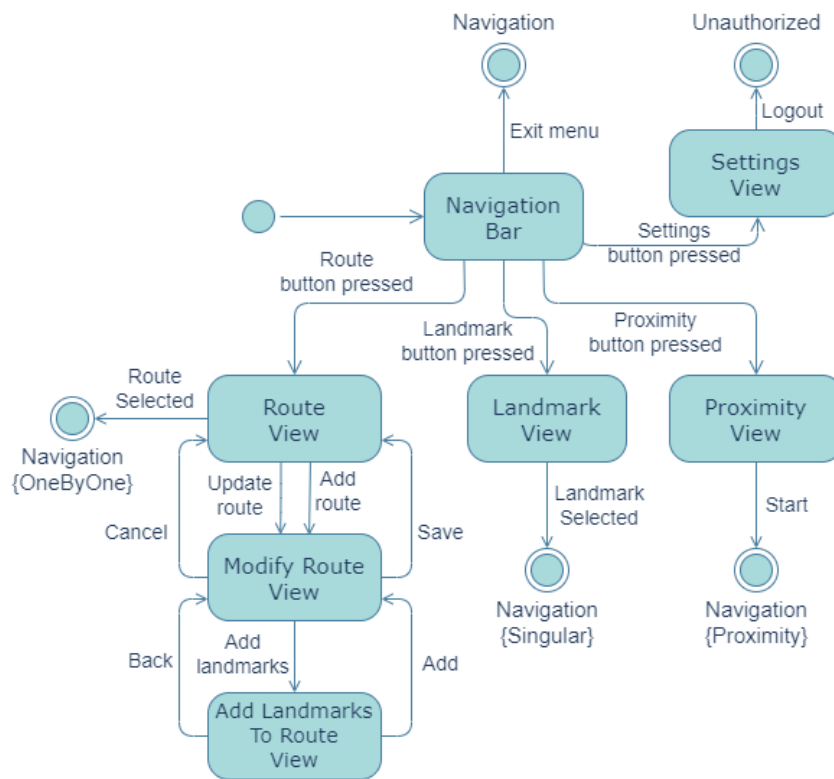 Navigation
Unauthorized
Exit menu
Logout
Settings
View
Navigation
Bar
Settings
button pressed
Route
button pressed
Landmark
button pressed
Proximity
button pressed
Route
Selected
Route
View
Landmark
View
Proximity
View
Navigation
{OneByOne}
Update
route
Add
route
Landmark
Selected
Start
Cancel
Save
Modify Route
View
Navigation
{Singular}
Navigation
{Proximity}
Back
Add
landmarks
Add
Add Landmarks
To Route
View